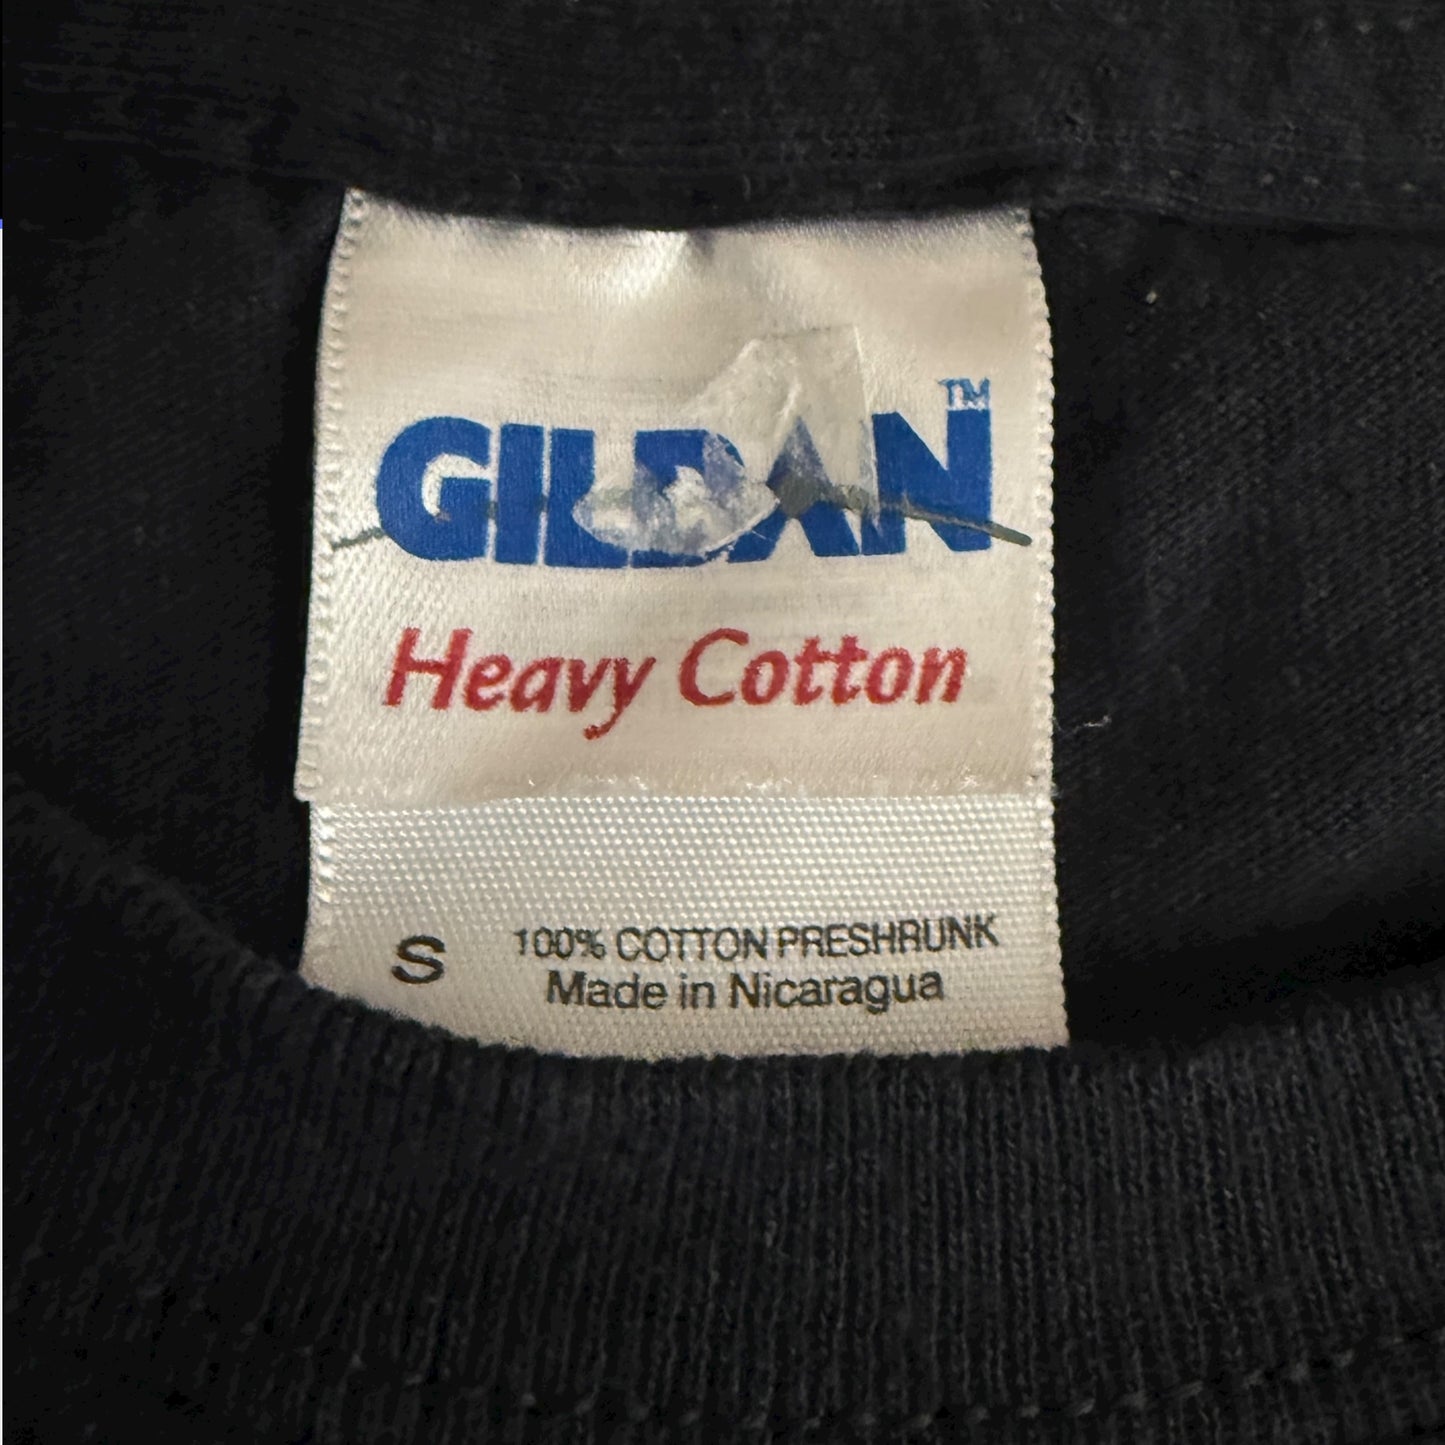 GILDAN™
Heavy Cotton
S 100% COTTON PRESHRUNK
Made in Nicaragua